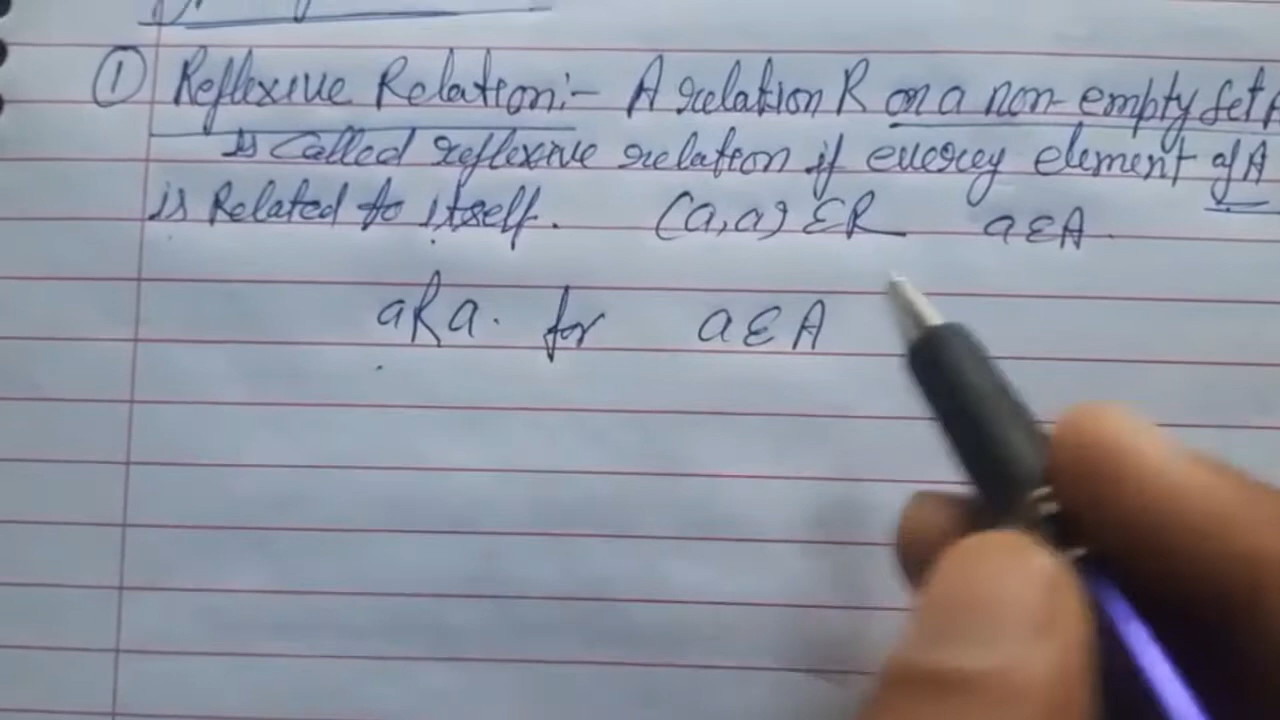 ① Reflexive Relation:- A relation R on a non-empty Set A
is called reflexive relation if every element of A
is Related to itself. (a,a) ∈ R a ∈ A.
aRa. for a ∈ A